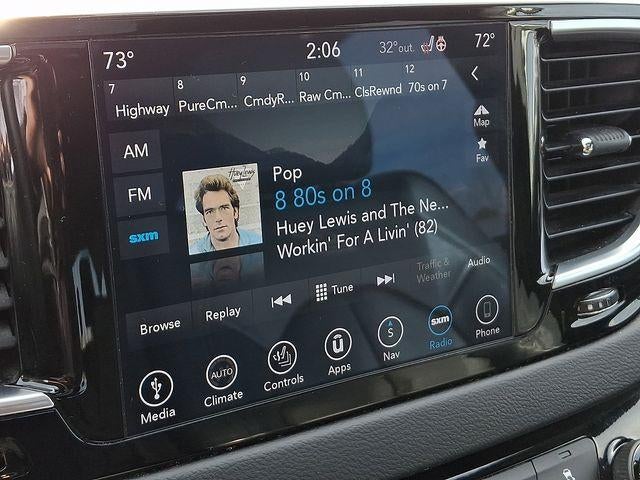 73° 2:06 32°out. 72°
7 8 9 10 11 12
Highway PureCm... CmdyR... Raw Cm... ClsRewnd 70s on 7
Map
Fav
AM
FM
sxm
Pop
8 80s on 8
Huey Lewis and The Ne...
Workin' For A Livin' (82)
Browse Replay Tune Traffic &
Weather Audio
Media AUTO Climate Controls Apps S Nav sxm Radio Phone